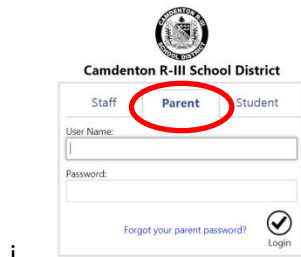 Camdenton R-III School District
Staff Parent Student
User Name:
Password:
Forgot your parent password?
Login
i